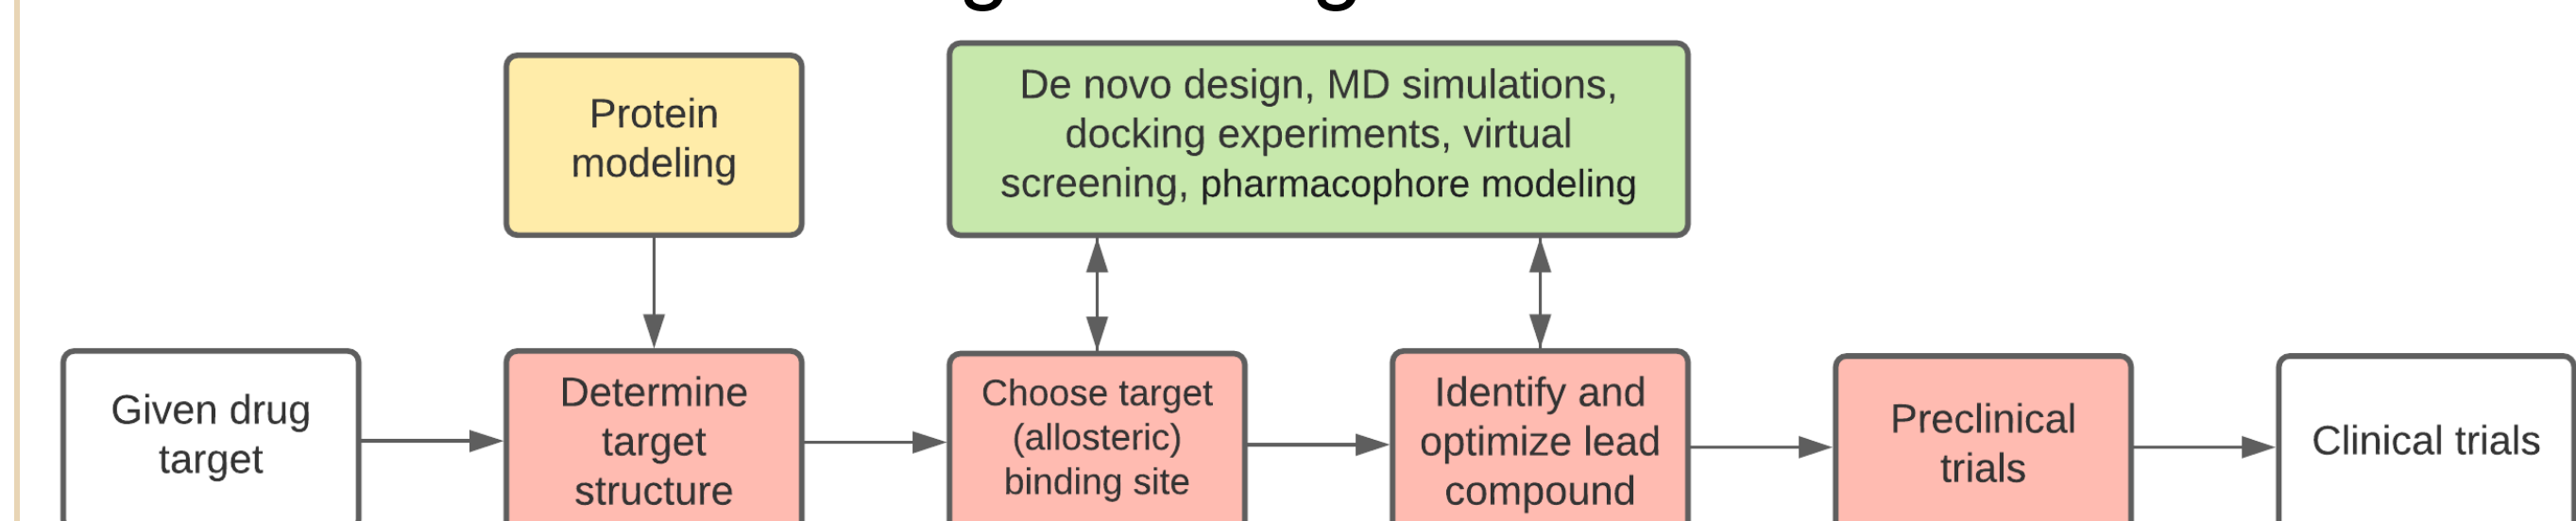 Protein
modeling
De novo design, MD simulations,
docking experiments, virtual
screening, pharmacophore modeling
Given drug
target
Determine
target
structure
Choose target
(allosteric)
binding site
Identify and
optimize lead
compound
Preclinical
trials
Clinical trials